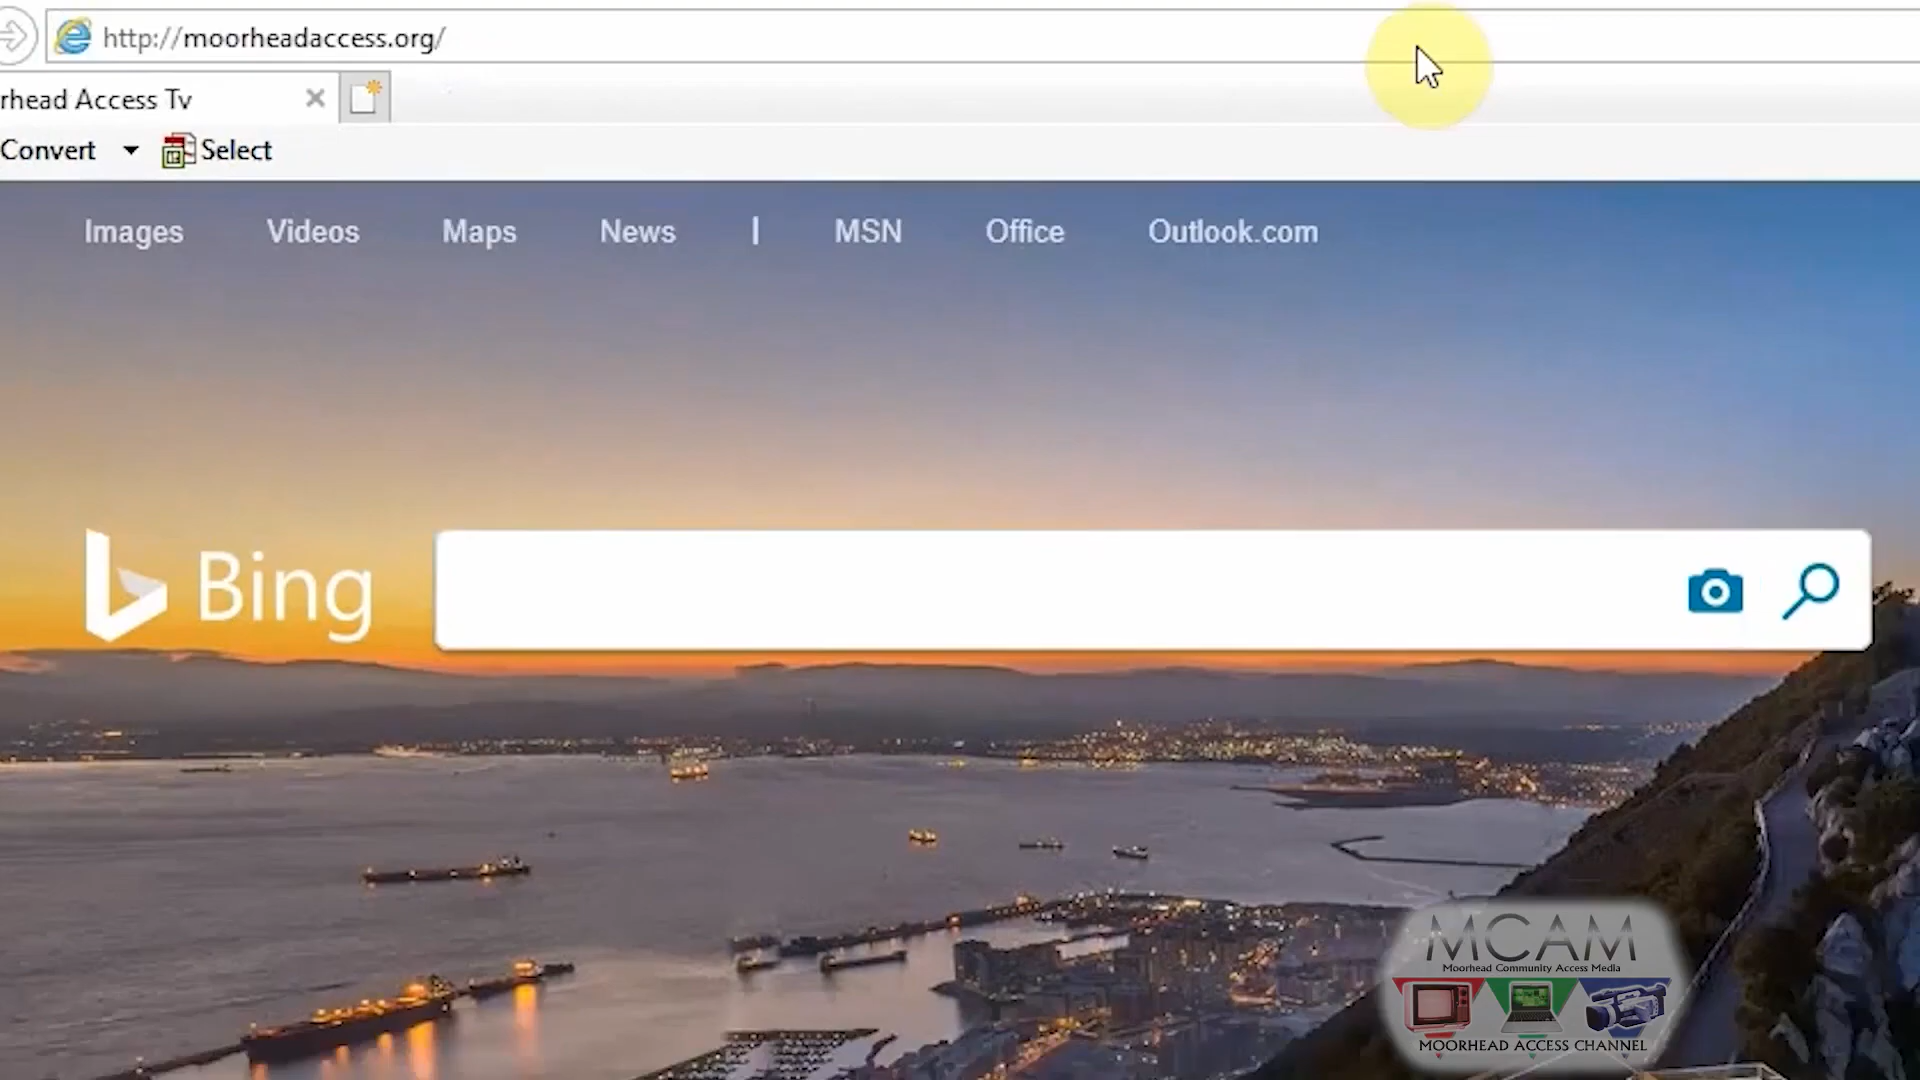 http://moorheadaccess.org/
rhead Access Tv
Convert Select
Images Videos Maps News | MSN Office Outlook.com
Bing
MCAM
Moorhead Community Access Media
MOORHEAD ACCESS CHANNEL